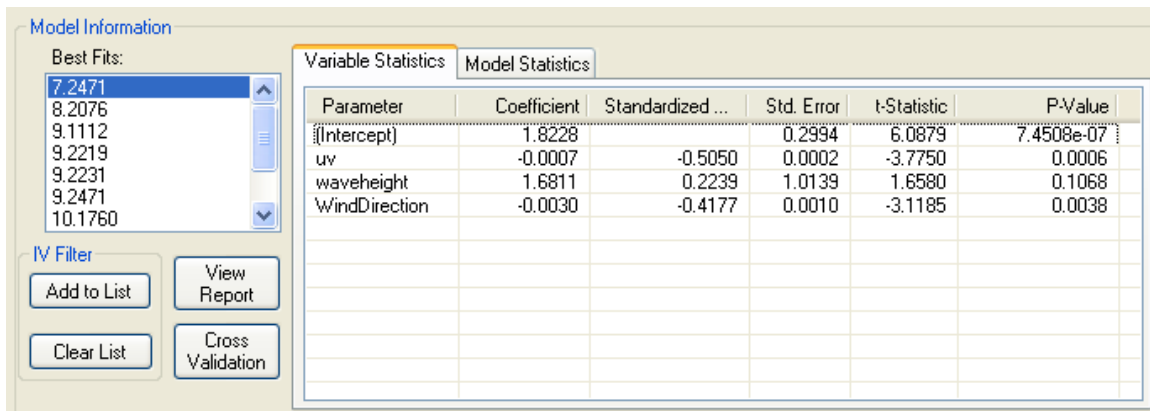 Model Information
Best Fits:
7.2471
8.2076
9.1112
9.2219
9.2231
9.2471
10.1760
IV Filter
Add to List
Clear List
View
Report
Cross
Validation
Variable Statistics Model Statistics
Parameter Coefficient Standardized ... Std. Error t-Statistic P-Value
(Intercept) 1.8228 0.2994 6.0879 7.4508e-07
uv -0.0007 -0.5050 0.0002 -3.7750 0.0006
waveheight 1.6811 0.2239 1.0139 1.6580 0.1068
WindDirection -0.0030 -0.4177 0.0010 -3.1185 0.0038